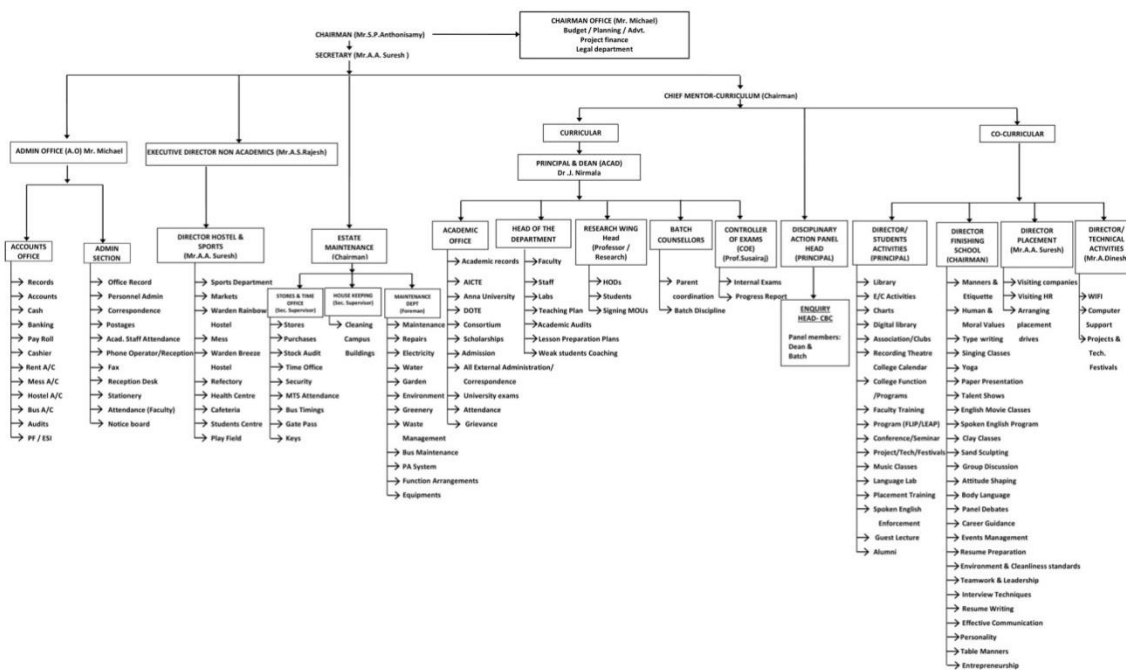 CHAIRMAN OFFICE (Mr. Michael)
Budget / Planning / Advt.
Project finance
Legal department
CHAIRMAN (Mr.S.P.Anthonisamy)
SECRETARY (Mr.A.A. Suresh )
CHIEF MENTOR-CURRICULUM (Chairman)
CURRICULAR
CO-CURRICULAR
ADMIN OFFICE (A.O) Mr. Michael
EXECUTIVE DIRECTOR NON ACADEMICS (Mr.A.S.Rajesh)
PRINCIPAL & DEAN (ACAD)
Dr .J. Nirmala
ACCOUNTS
OFFICE
Records
Accounts
Cash
Banking
Pay Roll
Cashier
Rent A/C
Mess A/C
Hostel A/C
Bus A/C
Audits
PF / ESI
ADMIN
SECTION
Office Record
Personnel Admin
Correspondence
Postages
Acad. Staff Attendance
Phone Operator/Reception
Fax
Reception Desk
Stationery
Attendance (Faculty)
Notice board
DIRECTOR HOSTEL &
SPORTS
(Mr.A.A. Suresh)
Sports Department
Markets
Warden Rainbow
Hostel
Mess
Warden Breeze
Hostel
Refectory
Health Centre
Cafeteria
Students Centre
Play Field
ESTATE
MAINTENANCE
(Chairman)
STORES & TIME
OFFICE
(Sec. Supervisor)
Stores
Purchases
Stock Audit
Time Office
Security
MTS Attendance
Bus Timings
Gate Pass
Keys
HOUSE KEEPING
(Sec. Supervisor)
Cleaning
Campus
Buildings
MAINTENANCE
DEPT
(Foreman)
Maintenance
Repairs
Electricity
Water
Garden
Environment
Greenery
Waste
Management
Bus Maintenance
PA System
Function Arrangements
Equipments
ACADEMIC
OFFICE
Academic records
AICTE
Anna University
DOTE
Consortium
Scholarships
Admission
All External Administration/
Correspondence
University exams
Attendance
Grievance
HEAD OF THE
DEPARTMENT
Faculty
Staff
Labs
Teaching Plan
Academic Audits
Lesson Preparation Plans
Weak students Coaching
RESEARCH WING
Head
(Professor /
Research)
HODs
Students
Signing MOUs
BATCH
COUNSELLORS
Parent
coordination
Batch Discipline
CONTROLLER
OF EXAMS
(COE)
(Prof.Susairaj)
Internal Exams
Progress Report
DISCIPLINARY
ACTION PANEL
HEAD
(PRINCIPAL)
ENQUIRY
HEAD- CBC
Panel members:
Dean &
Batch
DIRECTOR/
STUDENTS
ACTIVITIES
(PRINCIPAL)
Library
E/C Activities
Charts
Digital library
Association/Clubs
Recording Theatre
College Calendar
College Function
/Programs
Faculty Training
Program (FLIP/LEAP)
Conference/Seminar
Project/Tech/Festivals
Music Classes
Language Lab
Placement Training
Spoken English
Enforcement
Guest Lecture
Alumni
DIRECTOR
FINISHING
SCHOOL
(CHAIRMAN)
Manners &
Etiquette
Human &
Moral Values
Type writing
Singing Classes
Yoga
Paper Presentation
Talent Shows
English Movie Classes
Spoken English Program
Clay Classes
Sand Sculpting
Group Discussion
Attitude Shaping
Body Language
Panel Debates
Career Guidance
Events Management
Resume Preparation
Environment & Cleanliness standards
Teamwork & Leadership
Interview Techniques
Resume Writing
Effective Communication
Personality
Table Manners
Entrepreneurship
DIRECTOR
PLACEMENT
(Mr.A.A. Suresh)
Visiting companies
Visiting HR
Arranging
placement
drives
DIRECTOR/
TECHNICAL
ACTIVITIES
(Mr.A.Dinesh
WIFI
Computer
Support
Projects &
Tech.
Festivals